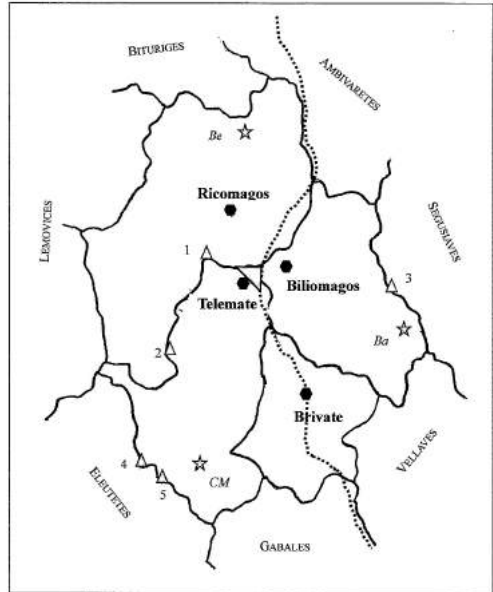 BITURIGES
AMBIVARETES
Be
Ricomagos
LEMOVICES
SEGUSIAVES
1
Biliomagos
3
Telemate
Ba
2
Brivate
VELLAVES
4
CM
5
ELEUTETES
GABALES